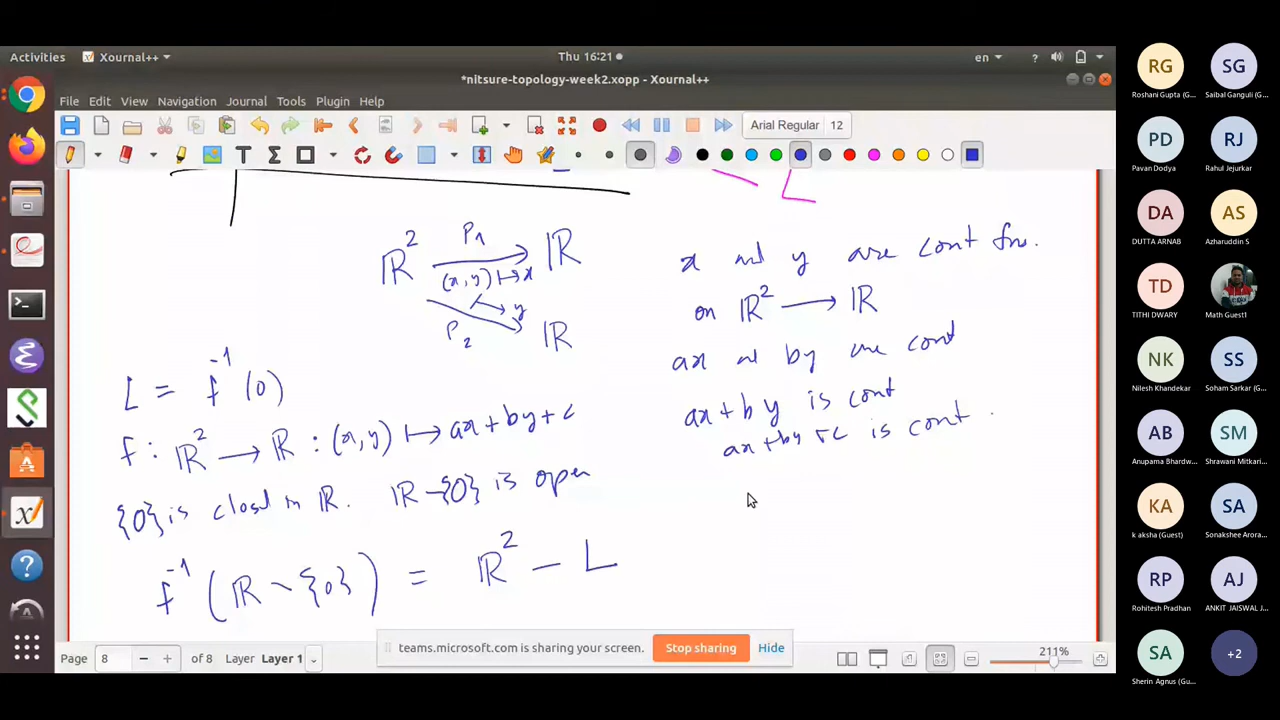 Activities
Xournal++
Thu 16:21
en
*nitsure-topology-week2.xopp - Xournal++
File Edit View Navigation Journal Tools Plugin Help
Arial Regular 12
ℝ² P₁ ⟶ ℝ
(x, y) ↦ x
↦ y
P₂ ℝ
L = f⁻¹(0)
f : ℝ² ⟶ ℝ : (x, y) ↦ ax + by + c
{0} is closed in ℝ. ℝ - {0} is open
f⁻¹(ℝ \ {0}) = ℝ² - L
x and y are cont fns.
on ℝ² ⟶ ℝ
ax and by are cont
ax + by is cont
ax + by + c is cont.
L
teams.microsoft.com is sharing your screen.
Stop sharing
Hide
Page 8 of 8 Layer Layer 1
211%
RG
Roshani Gupta (G...
SG
Saibal Ganguli (G...
PD
Pavan Dodya
RJ
Rahul Jejurkar
DA
DUTTA ARNAB
AS
Azharuddin S
TD
TITHI DWARY
Math Guest1
NK
Nilesh Khandekar
SS
Soham Sarkar (G...
AB
Anupama Bhardw...
SM
Shrawani Mitkari...
KA
k aksha (Guest)
SA
Sonakshee Arora...
RP
Rohitesh Pradhan
AJ
ANKIT JAISWAL J...
SA
Sherin Agnus (Gu...
+2